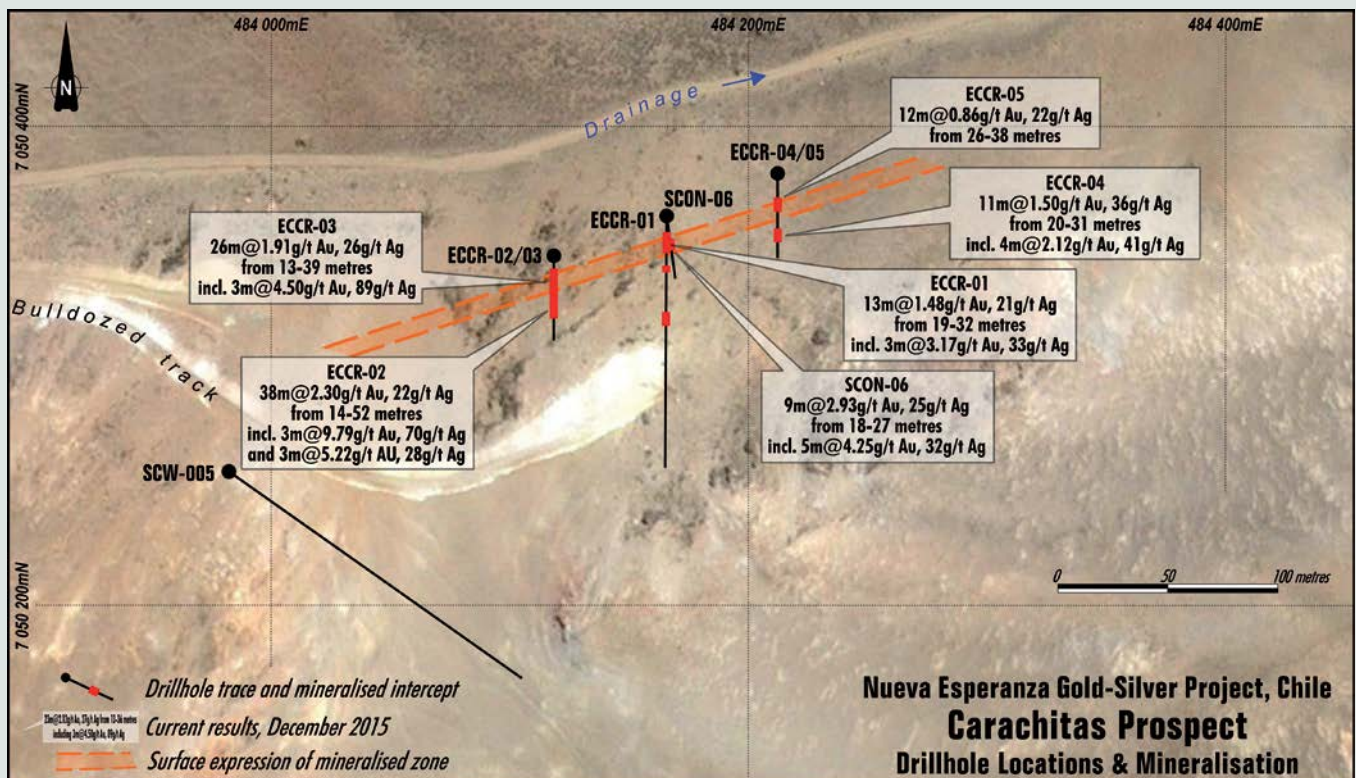 484 000mE
484 200mE
484 400mE
N
7 050 400mN
7 050 200mN
Drainage
ECCR-05
12m@0.86g/t Au, 22g/t Ag
from 26-38 metres
ECCR-04/05
SCON-06
ECCR-01
ECCR-04
11m@1.50g/t Au, 36g/t Ag
from 20-31 metres
incl. 4m@2.12g/t Au, 41g/t Ag
ECCR-03
26m@1.91g/t Au, 26g/t Ag
from 13-39 metres
incl. 3m@4.50g/t Au, 89g/t Ag
ECCR-02/03
ECCR-01
13m@1.48g/t Au, 21g/t Ag
from 19-32 metres
incl. 3m@3.17g/t Au, 33g/t Ag
Bulldozed track
ECCR-02
38m@2.30g/t Au, 22g/t Ag
from 14-52 metres
incl. 3m@9.79g/t Au, 70g/t Ag
and 3m@5.22g/t AU, 28g/t Ag
SCON-06
9m@2.93g/t Au, 25g/t Ag
from 18-27 metres
incl. 5m@4.25g/t Au, 32g/t Ag
SCW-005
0 50 100 metres
Drillhole trace and mineralised intercept
Current results, December 2015
Surface expression of mineralised zone
Nueva Esperanza Gold-Silver Project, Chile
Carachitas Prospect
Drillhole Locations & Mineralisation